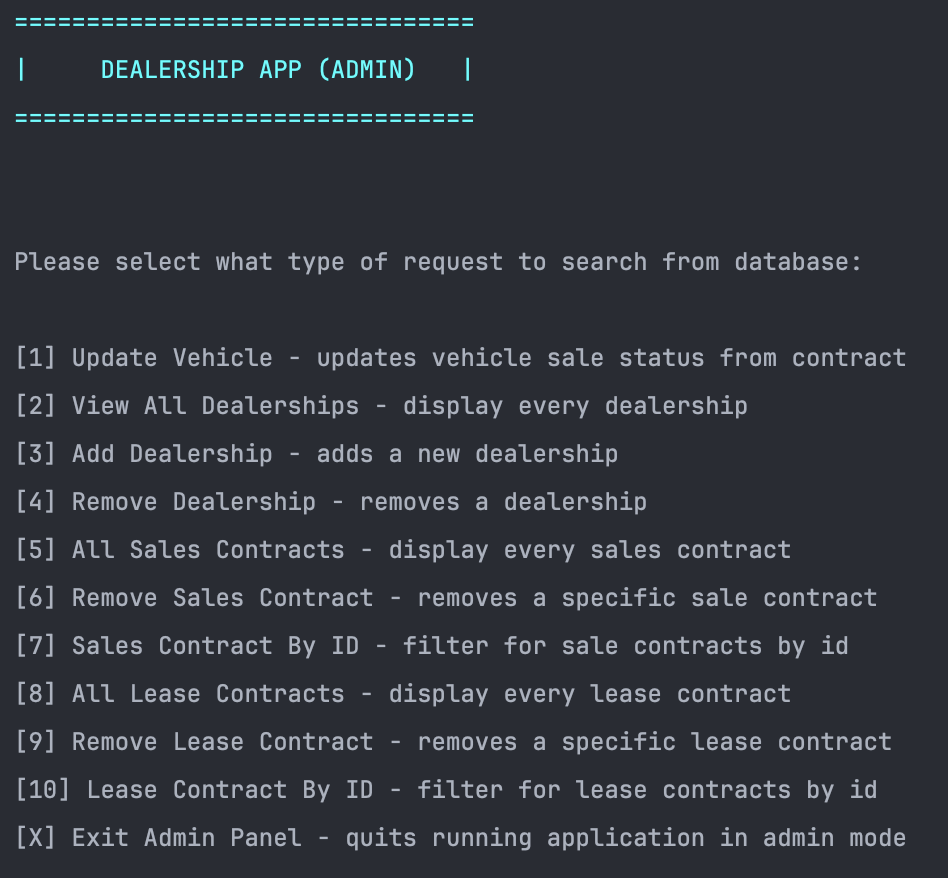 ================================
|     DEALERSHIP APP (ADMIN)   |
================================
Please select what type of request to search from database:
[1] Update Vehicle - updates vehicle sale status from contract
[2] View All Dealerships - display every dealership
[3] Add Dealership - adds a new dealership
[4] Remove Dealership - removes a dealership
[5] All Sales Contracts - display every sales contract
[6] Remove Sales Contract - removes a specific sale contract
[7] Sales Contract By ID - filter for sale contracts by id
[8] All Lease Contracts - display every lease contract
[9] Remove Lease Contract - removes a specific lease contract
[10] Lease Contract By ID - filter for lease contracts by id
[X] Exit Admin Panel - quits running application in admin mode